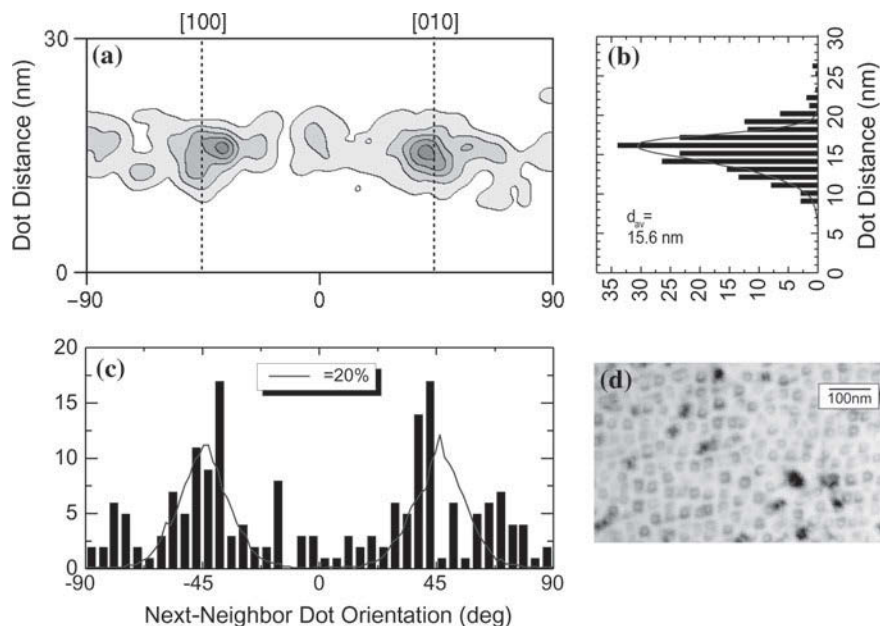 [100] [010]
30
(a)
Dot Distance (nm)
0
−90 0 90
(b)
d_av=
15.6 nm
0 5 10 15 20 25 30
Dot Distance (nm)
35 30 25 20 15 10 5 0
20
15
10
5
0
(c)
=20%
-90 -45 0 45 90
Next-Neighbor Dot Orientation (deg)
(d)
100nm